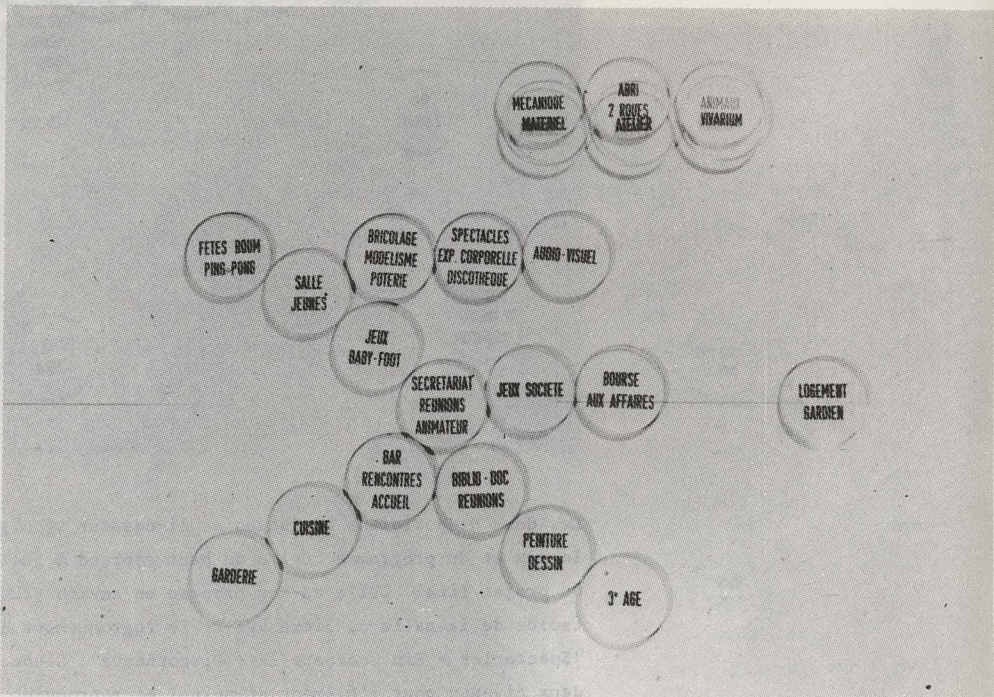 MECANIQUE
MATERIEL
ABRI
2 ROUES
ATELIER
ANIMAUX
VIVARIUM
FETES BOUM
PING-PONG
SALLE
JEUNES
BRICOLAGE
MODELISME
POTERIE
SPECTACLES
EXP. CORPORELLE
DISCOTHEQUE
AUDIO-VISUEL
JEUX
BABY-FOOT
SECRETARIAT
REUNIONS
ANIMATEUR
JEUX SOCIETE
BOURSE
AUX AFFAIRES
LOGEMENT
GARDIEN
BAR
RENCONTRES
ACCUEIL
BIBLIO-DOC
REUNIONS
CUISINE
GARDERIE
PEINTURE
DESSIN
3e AGE